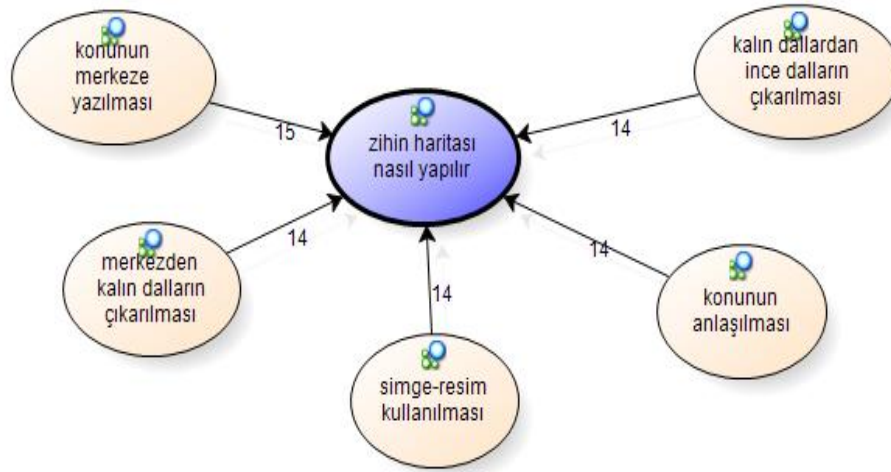 konunun
merkeze
yazılması
kalın dallardan
ince dalların
çıkarılması
15
14
zihin haritası
nasıl yapılır
merkezden
kalın dalların
çıkarılması
14
14
14
konunun
anlaşılması
simge-resim
kullanılması